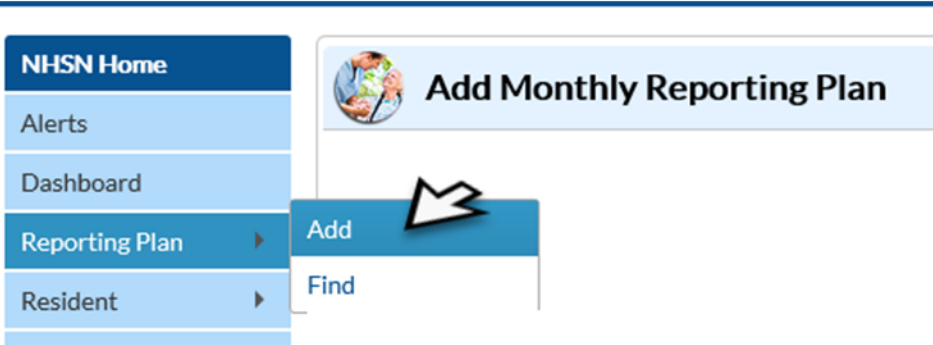 NHSN Home
Add Monthly Reporting Plan
Alerts
Dashboard
Reporting Plan
Add
Find
Resident